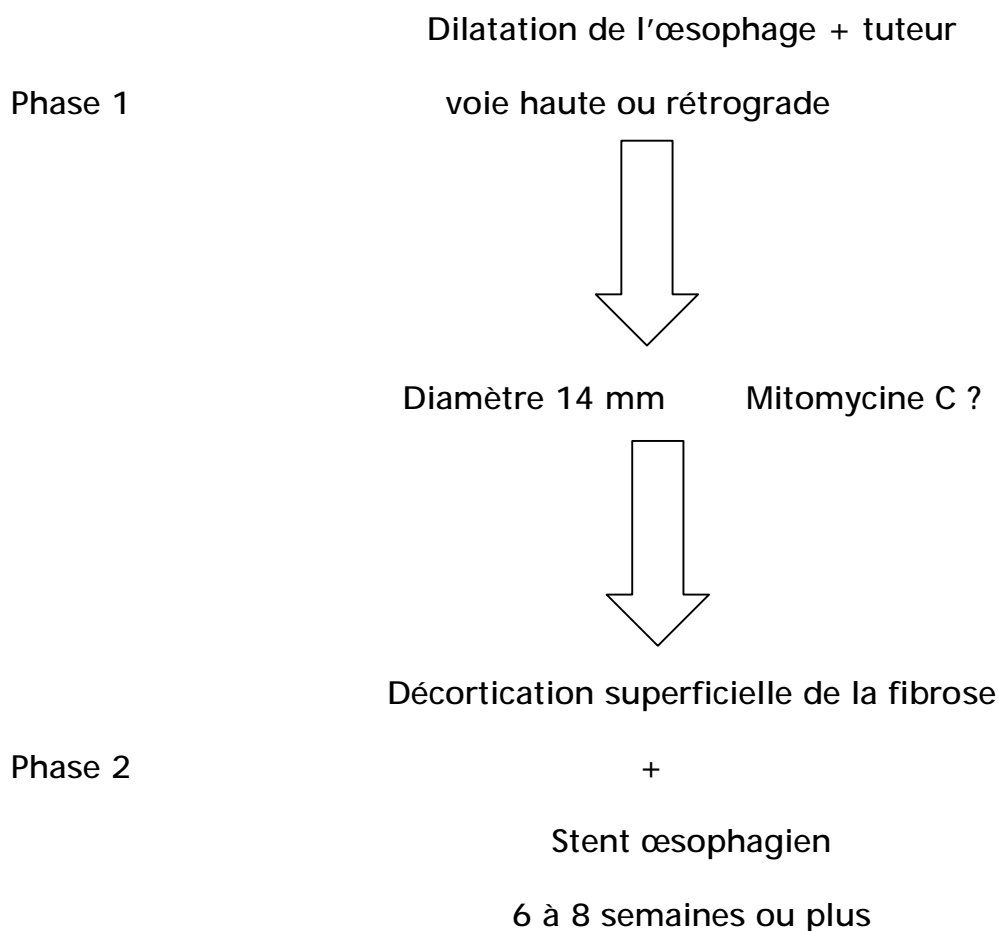 Dilatation de l'œsophage + tuteur
Phase 1 voie haute ou rétrograde
Diamètre 14 mm Mitomycine C ?
Décortication superficielle de la fibrose
Phase 2 +
Stent œsophagien
6 à 8 semaines ou plus